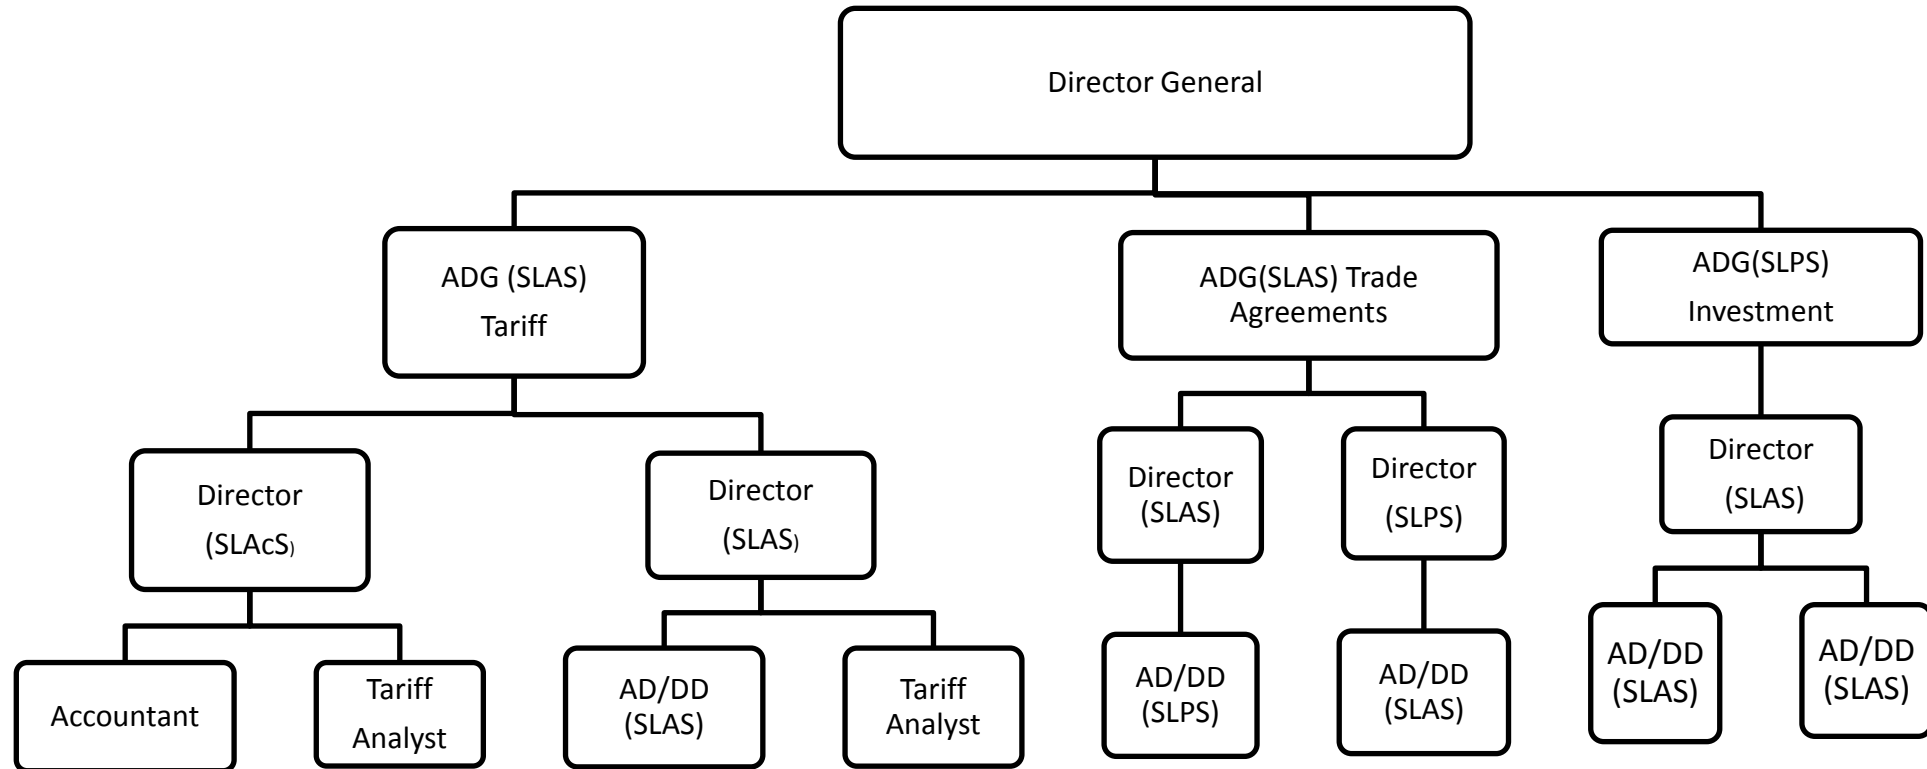 Director General
ADG (SLAS)
Tariff
ADG(SLAS) Trade
Agreements
ADG(SLPS)
Investment
Director
(SLAcS)
Director
(SLAS)
Director
(SLAS)
Director
(SLPS)
Director
(SLAS)
Accountant
Tariff
Analyst
AD/DD
(SLAS)
Tariff
Analyst
AD/DD
(SLPS)
AD/DD
(SLAS)
AD/DD
(SLAS)
AD/DD
(SLAS)